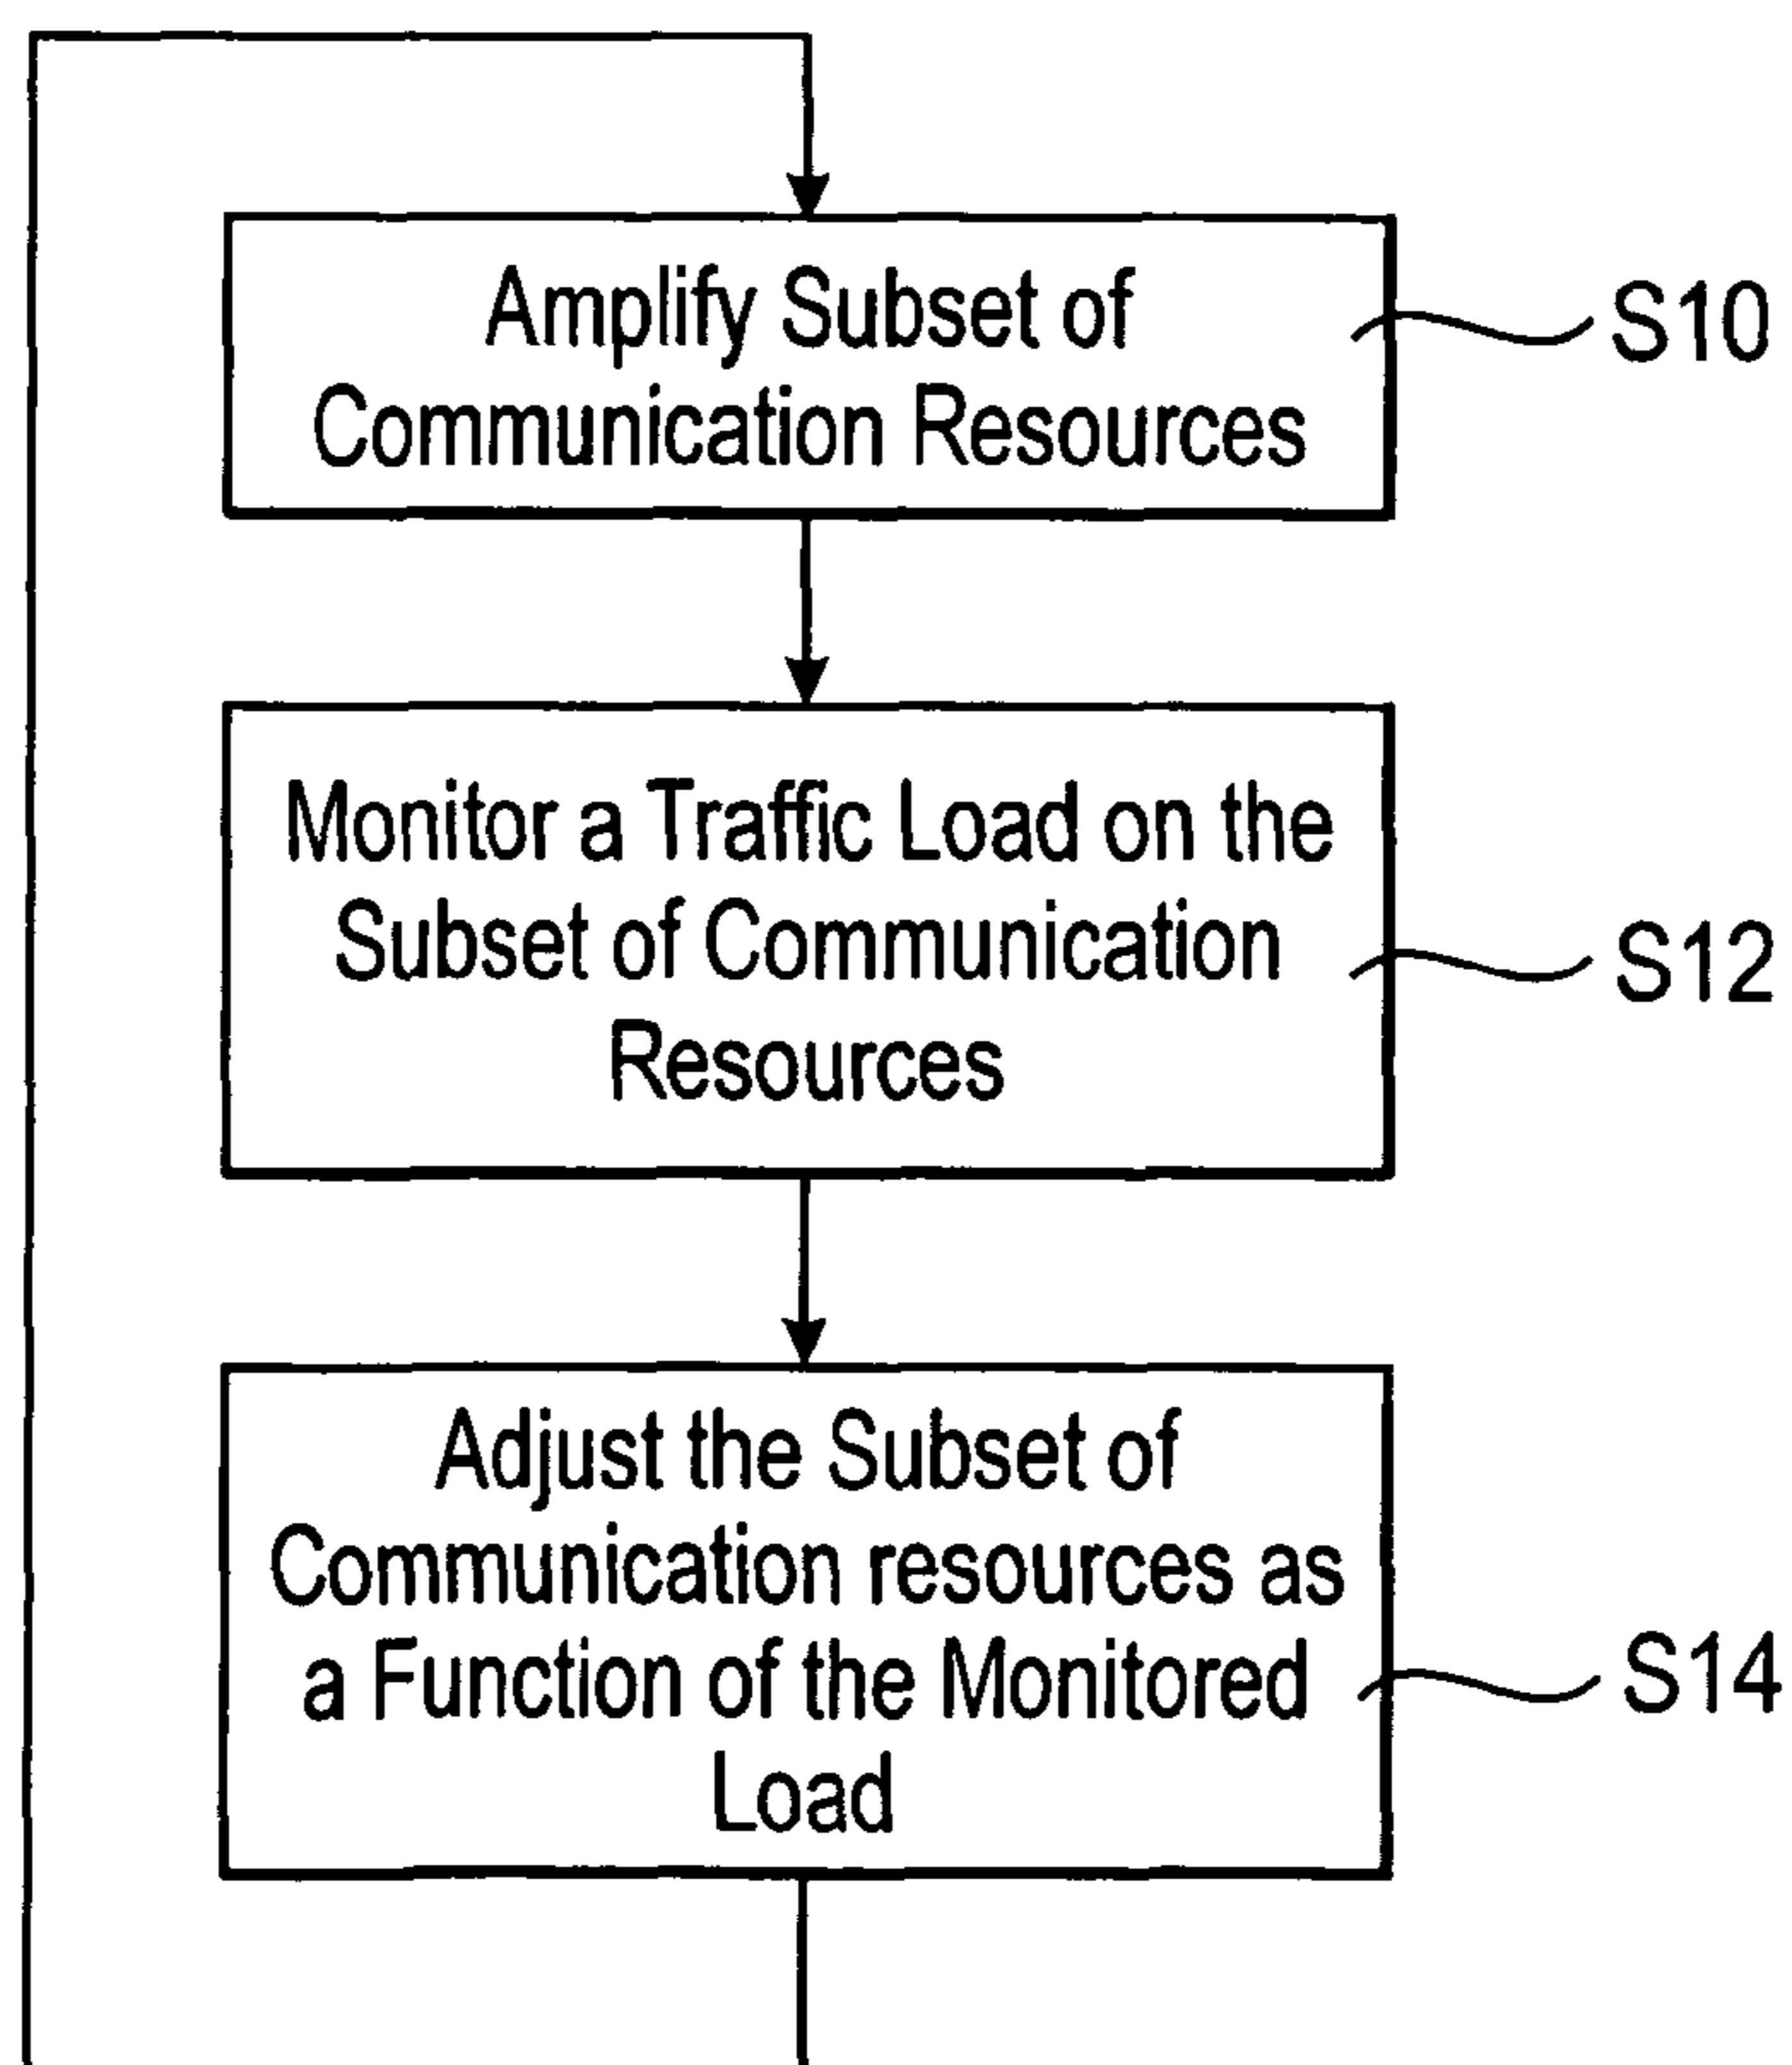 Amplify Subset of
Communication Resources
S10
Monitor a Traffic Load on the
Subset of Communication
Resources
S12
Adjust the Subset of
Communication resources as
a Function of the Monitored
Load
S14